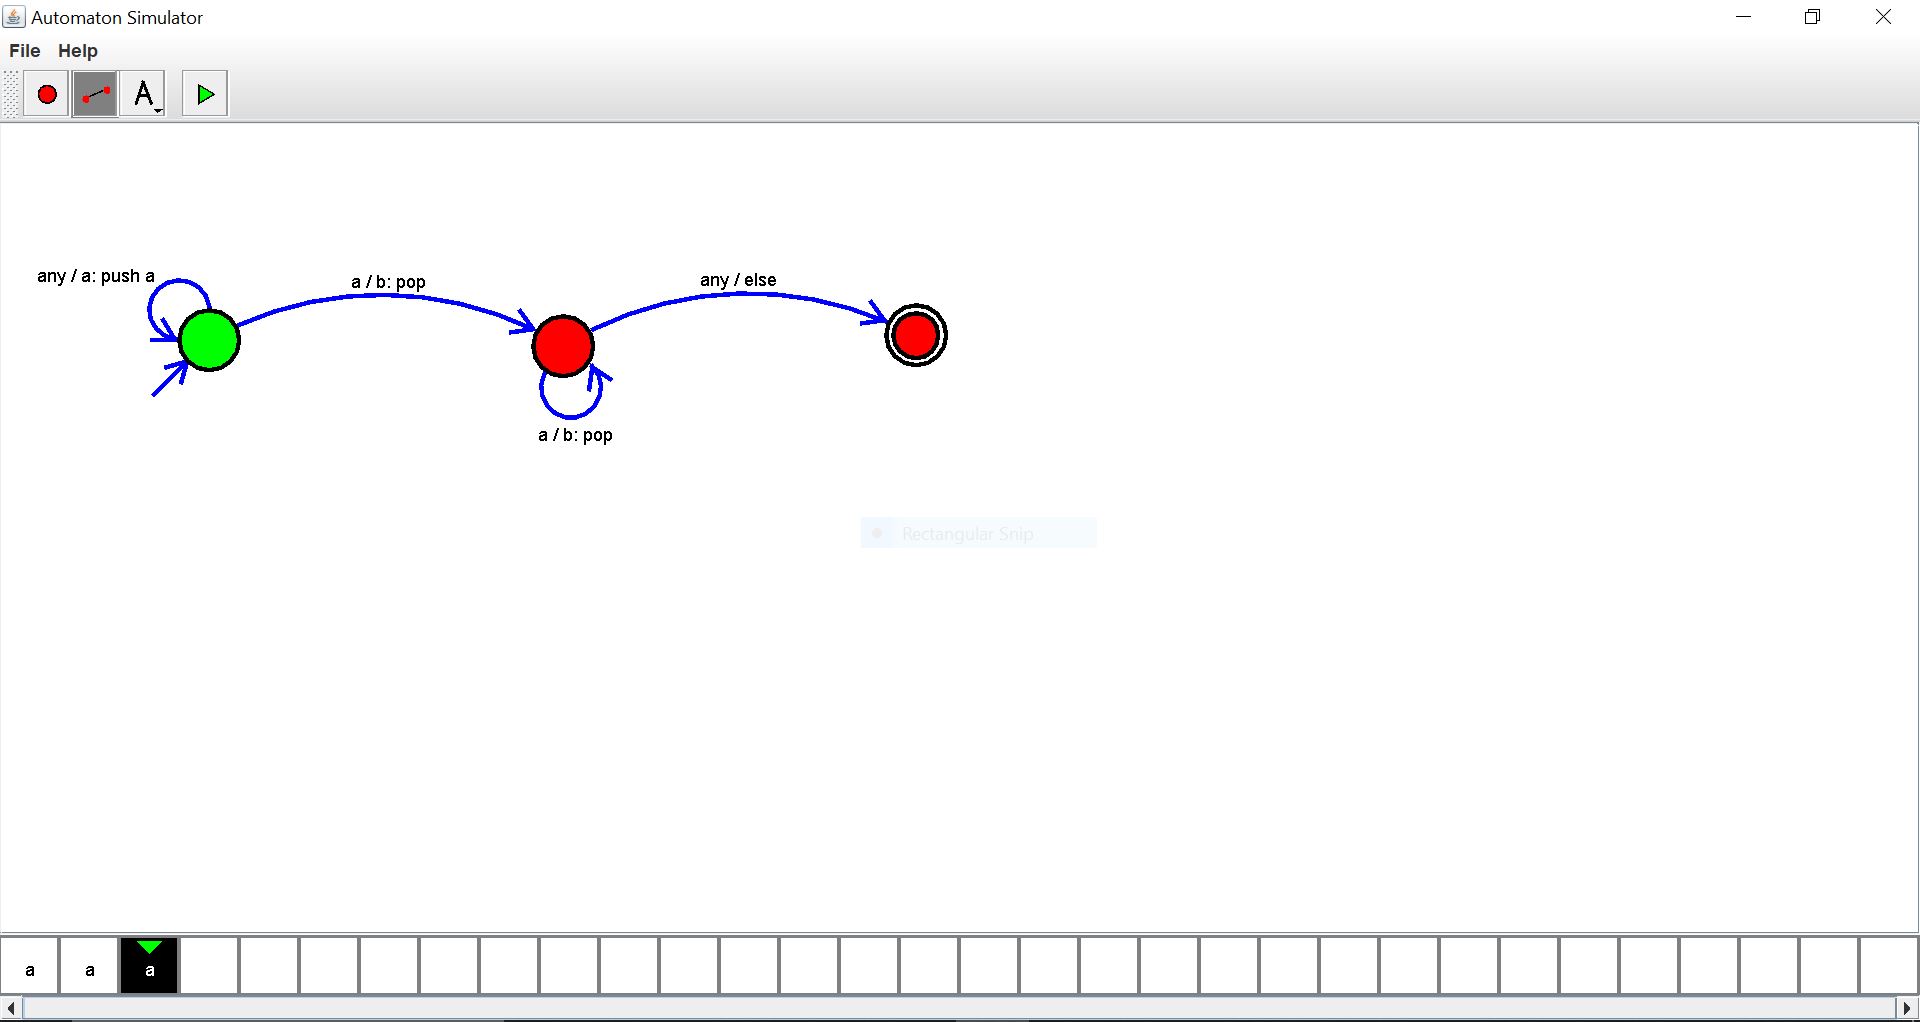 Automaton Simulator
File Help
A
any / a: push a
a / b: pop
any / else
a / b: pop
Rectangular Snip
a a a